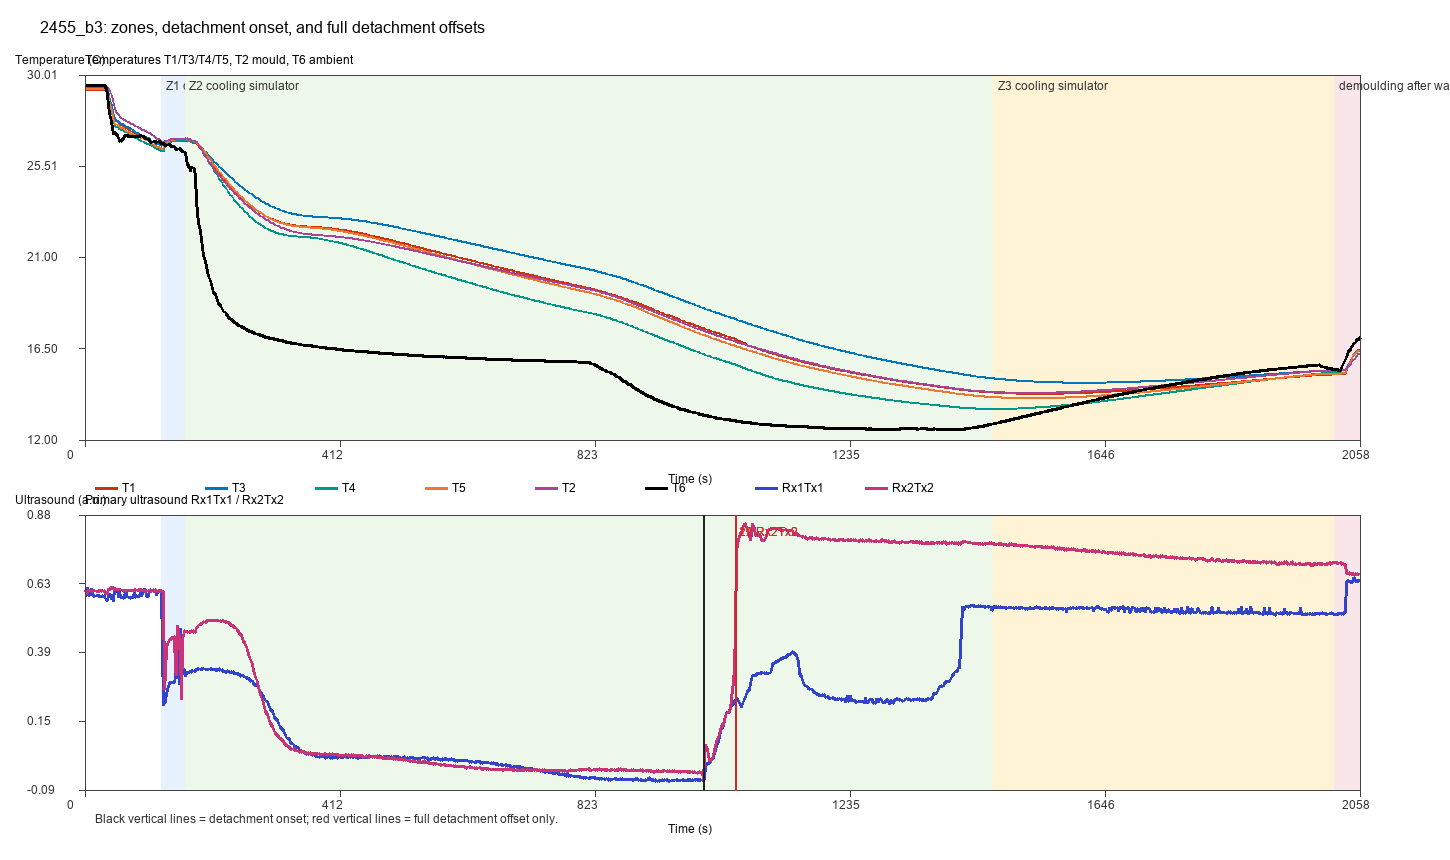 2455_b3: zones, detachment onset, and full detachment offsets
Temperatures T1/T3/T4/T5, T2 mould, T6 ambient
Temperature (C)
30.01
25.51
21.00
16.50
12.00
Z1 c
Z2 cooling simulator
Z3 cooling simulator
demoulding after wa
0
412
823
1235
1646
2058
Time (s)
T1
T3
T4
T5
T2
T6
Rx1Tx1
Rx2Tx2
Primary ultrasound Rx1Tx1 / Rx2Tx2
Ultrasound (a.u.)
0.88
0.63
0.39
0.15
-0.09
Rx2Tx2
0
412
823
1235
1646
2058
Black vertical lines = detachment onset; red vertical lines = full detachment offset only.
Time (s)